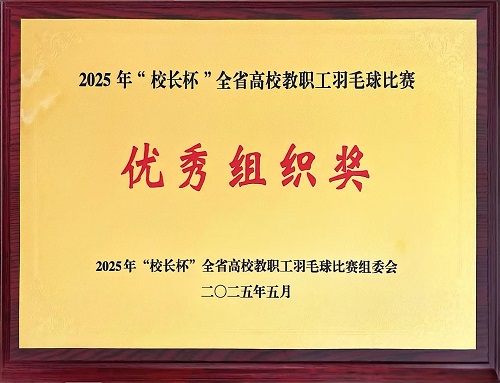 2025年“校长杯”全省高校教职工羽毛球比赛
优秀组织奖
2025年“校长杯”全省高校教职工羽毛球比赛组委会
二〇二五年五月